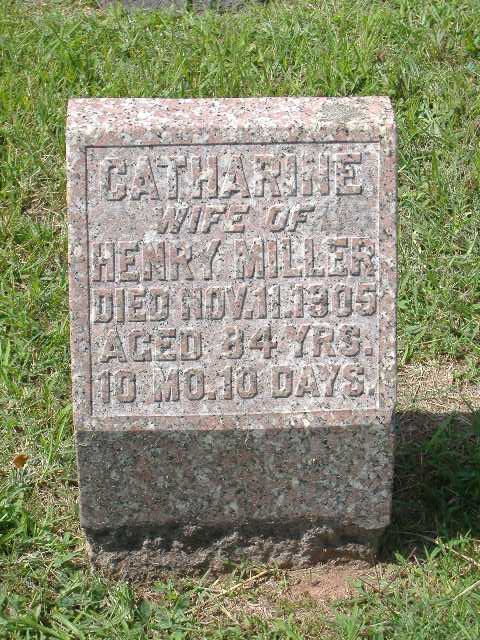 CATHARINE
WIFE OF
HENRY MILLER
DIED NOV. 11. 1905
AGED 84 YRS.
10 MO. 10 DAYS.